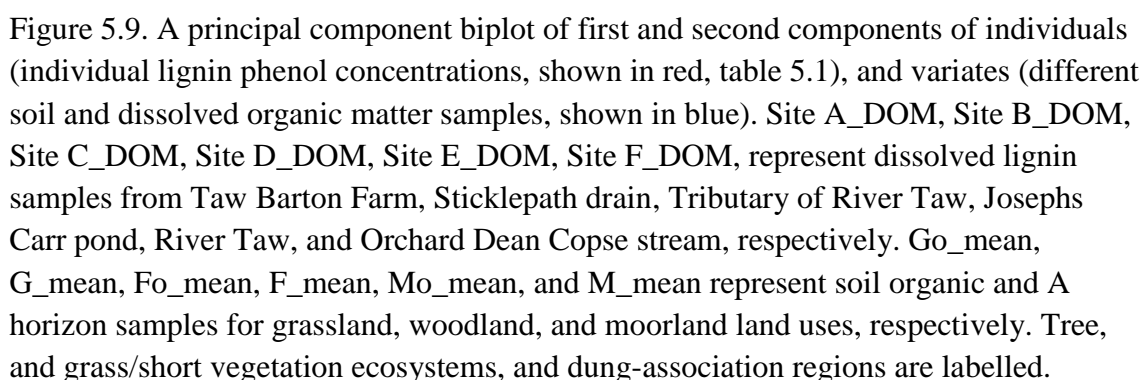 Figure 5.9. A principal component biplot of first and second components of individuals
(individual lignin phenol concentrations, shown in red, table 5.1), and variates (different
soil and dissolved organic matter samples, shown in blue). Site A_DOM, Site B_DOM,
Site C_DOM, Site D_DOM, Site E_DOM, Site F_DOM, represent dissolved lignin
samples from Taw Barton Farm, Sticklepath drain, Tributary of River Taw, Josephs
Carr pond, River Taw, and Orchard Dean Copse stream, respectively. Go_mean,
G_mean, Fo_mean, F_mean, Mo_mean, and M_mean represent soil organic and A
horizon samples for grassland, woodland, and moorland land uses, respectively. Tree,
and grass/short vegetation ecosystems, and dung-association regions are labelled.